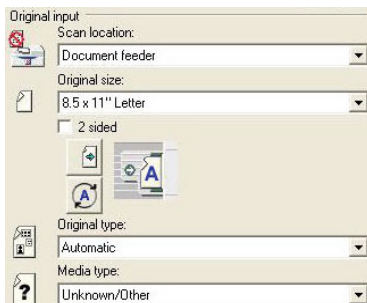 Original input
Scan location:
Document feeder
Original size:
8.5 x 11" Letter
2 sided
A
A
Original type:
Automatic
Media type:
?
Unknown/Other